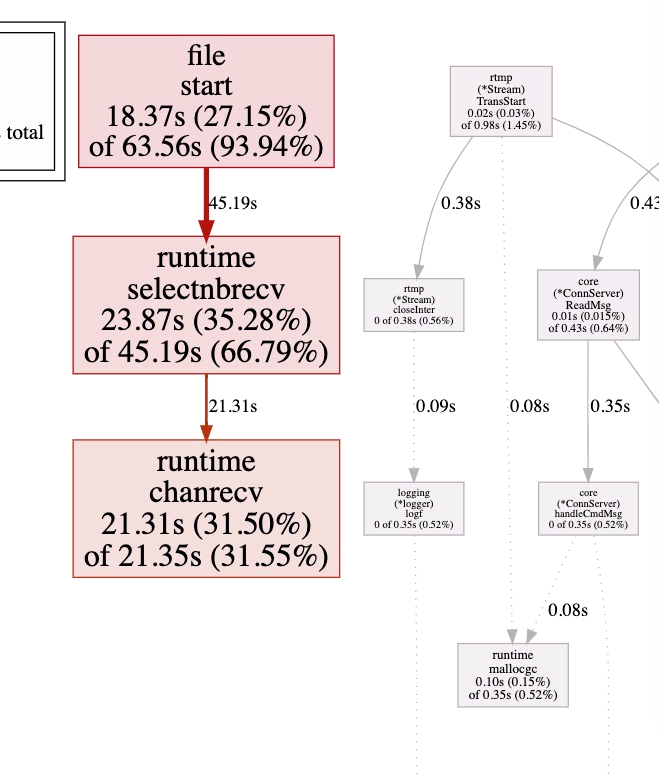 total
file
start
18.37s (27.15%)
of 63.56s (93.94%)
45.19s
runtime
selectnbrecv
23.87s (35.28%)
of 45.19s (66.79%)
21.31s
runtime
chanrecv
21.31s (31.50%)
of 21.35s (31.55%)
rtmp
(*Stream)
TransStart
0.02s (0.03%)
of 0.98s (1.45%)
0.38s
0.43
rtmp
(*Stream)
closeInter
0 of 0.38s (0.56%)
core
(*ConnServer)
ReadMsg
0.01s (0.015%)
of 0.43s (0.64%)
0.09s
0.08s
0.35s
logging
(*logger)
logf
0 of 0.35s (0.52%)
core
(*ConnServer)
handleCmdMsg
0 of 0.35s (0.52%)
0.08s
runtime
mallocgc
0.10s (0.15%)
of 0.35s (0.52%)